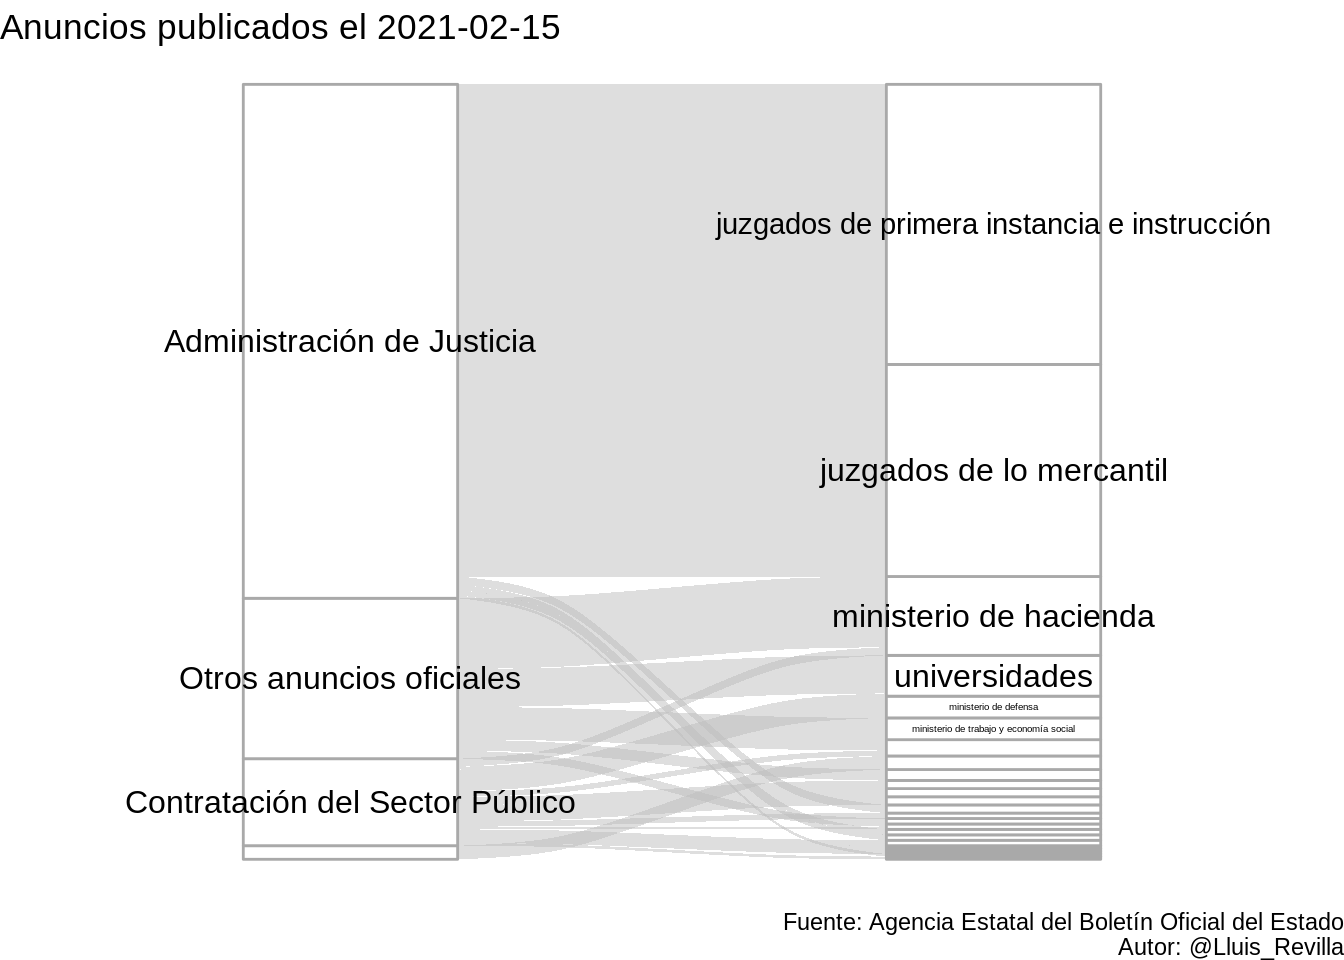 Anuncios publicados el 2021-02-15
juzgados de primera instancia e instrucción
Administración de Justicia
juzgados de lo mercantil
ministerio de hacienda
Otros anuncios oficiales
universidades
ministerio de defensa
ministerio de trabajo y economía social
Contratación del Sector Público
Fuente: Agencia Estatal del Boletín Oficial del Estado
Autor: @Lluis_Revilla